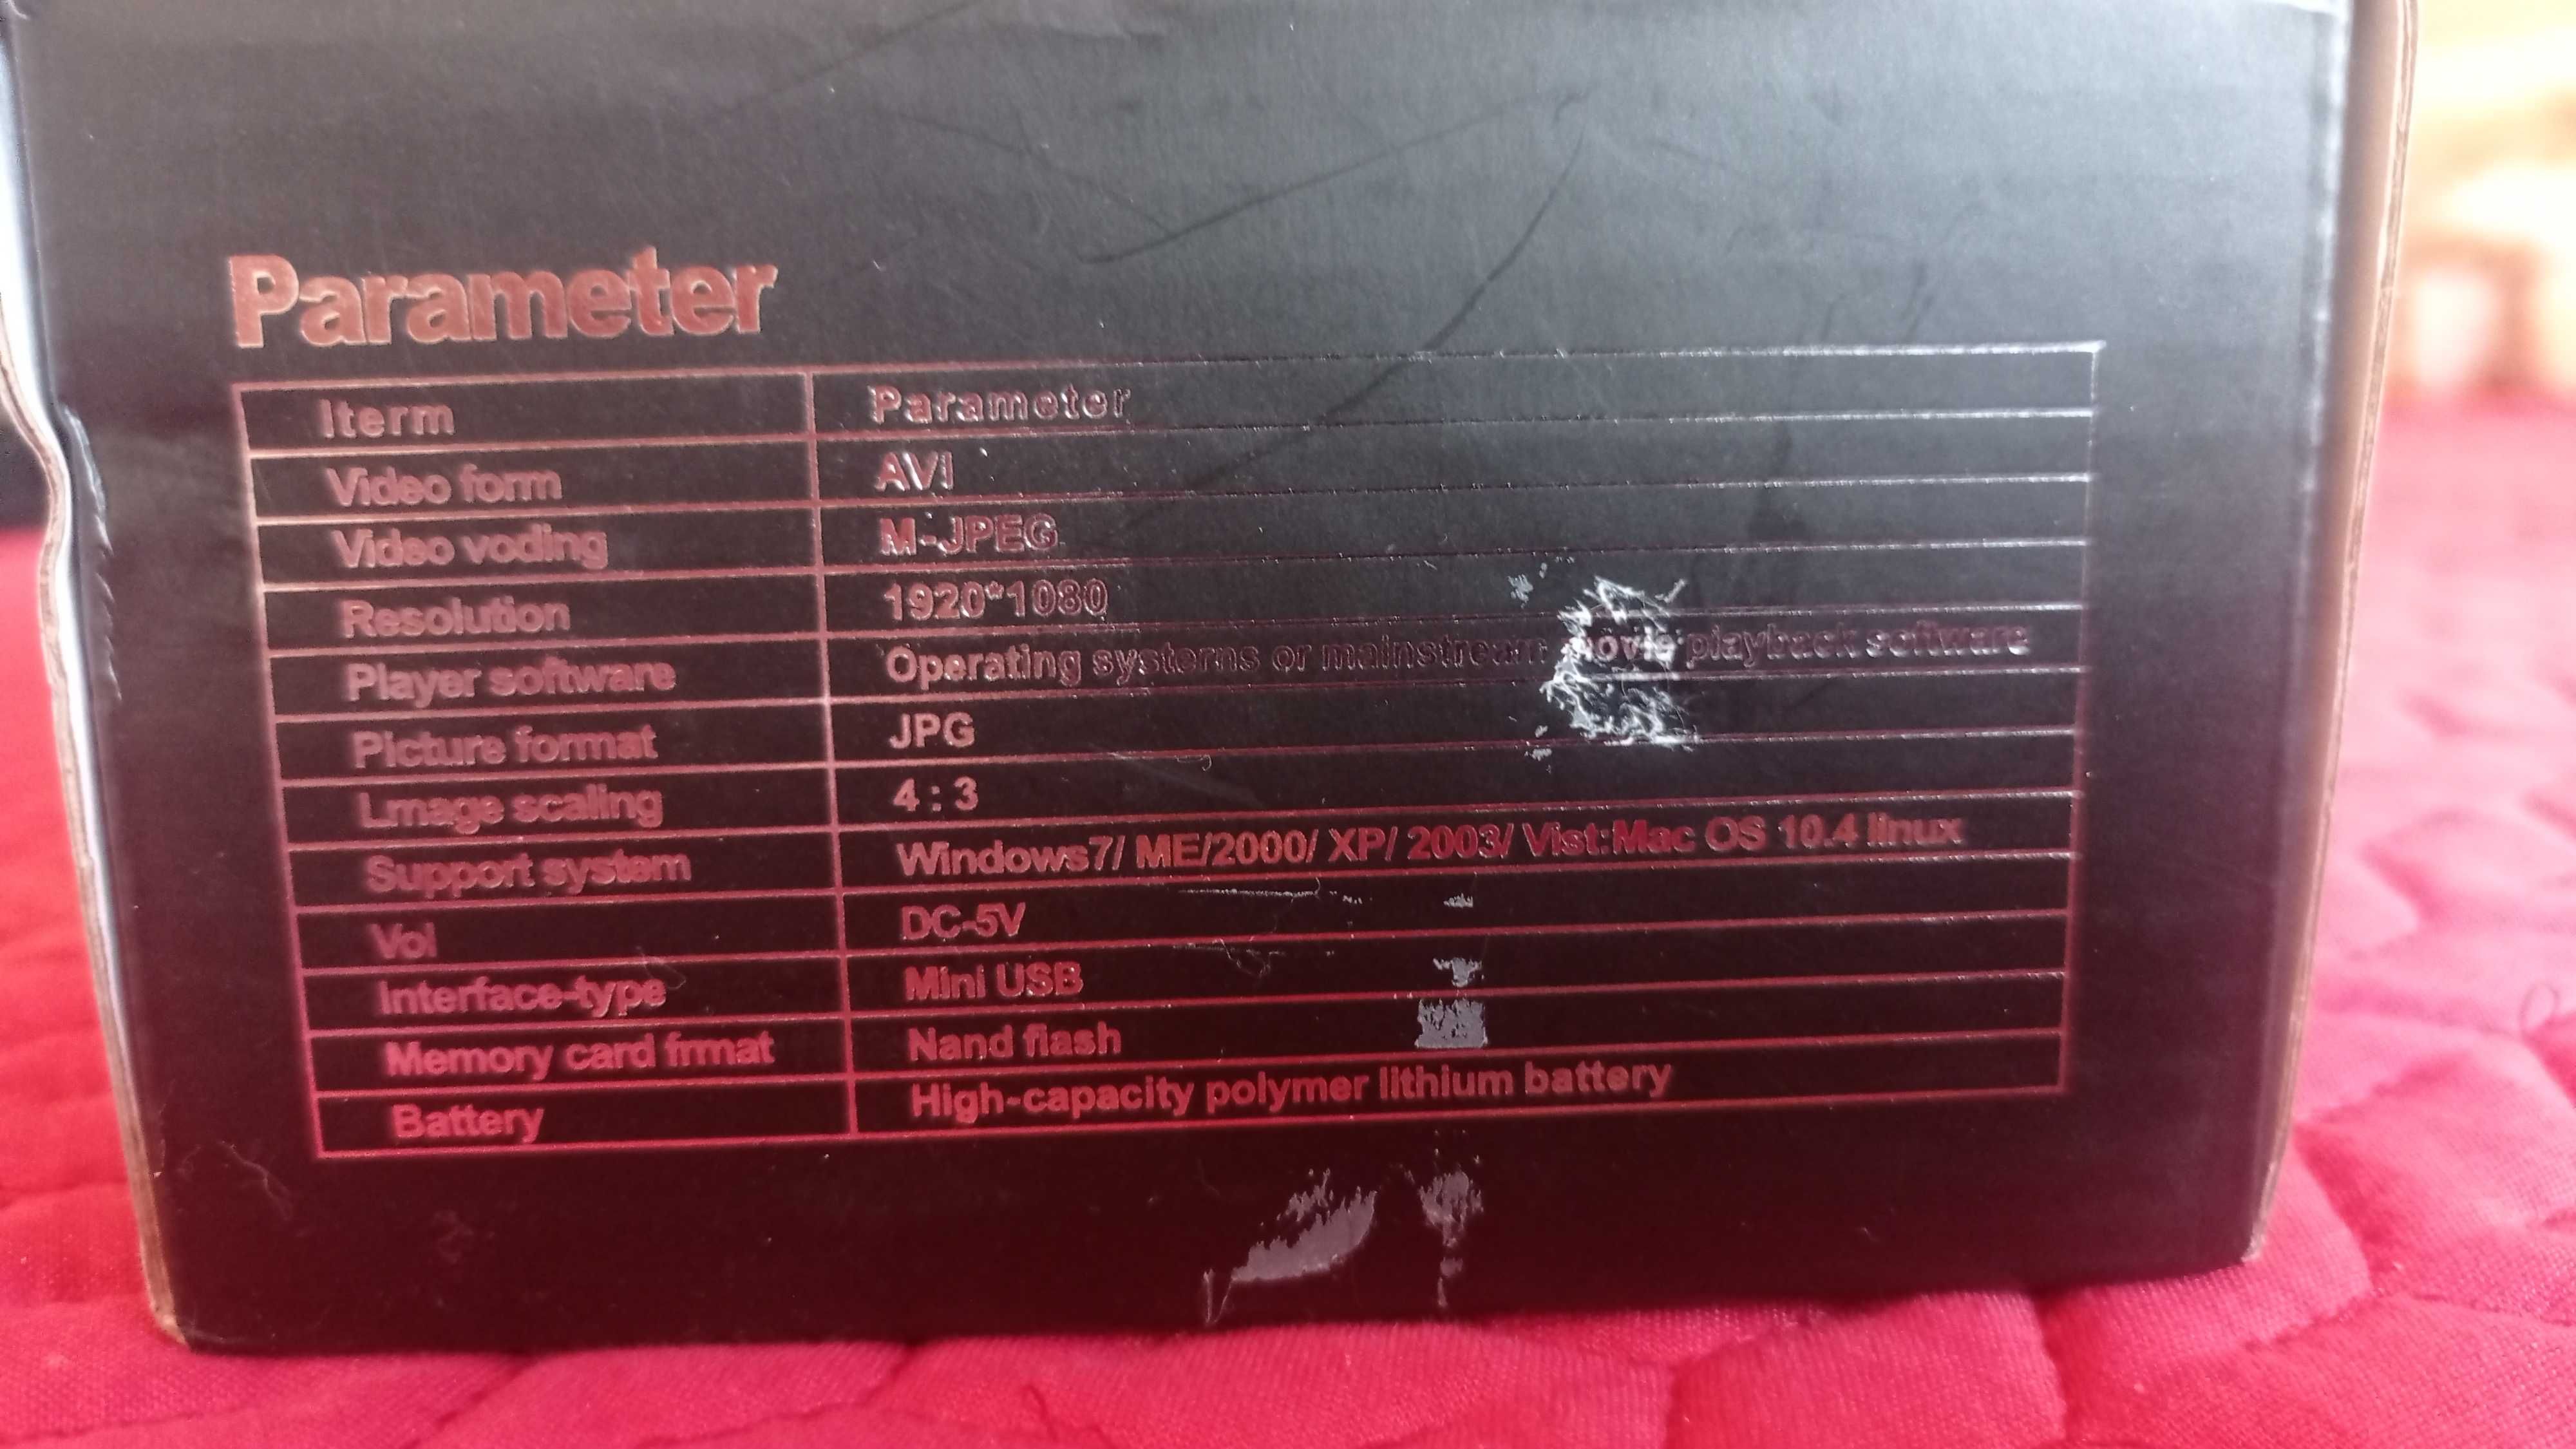 Parameter
Iterm Parameter
Video form AVI
Video voding M-JPEG
Resolution 1920*1080
Player software Operating systerns or mainstream movie playback software
Picture format JPG
Lmage scaling 4 : 3
Support system Windows7/ ME/2000/ XP/ 2003/ Vist:Mac OS 10.4 linux
Vol DC-5V
Interface-type Mini USB
Memory card frmat Nand flash
Battery High-capacity polymer lithium battery